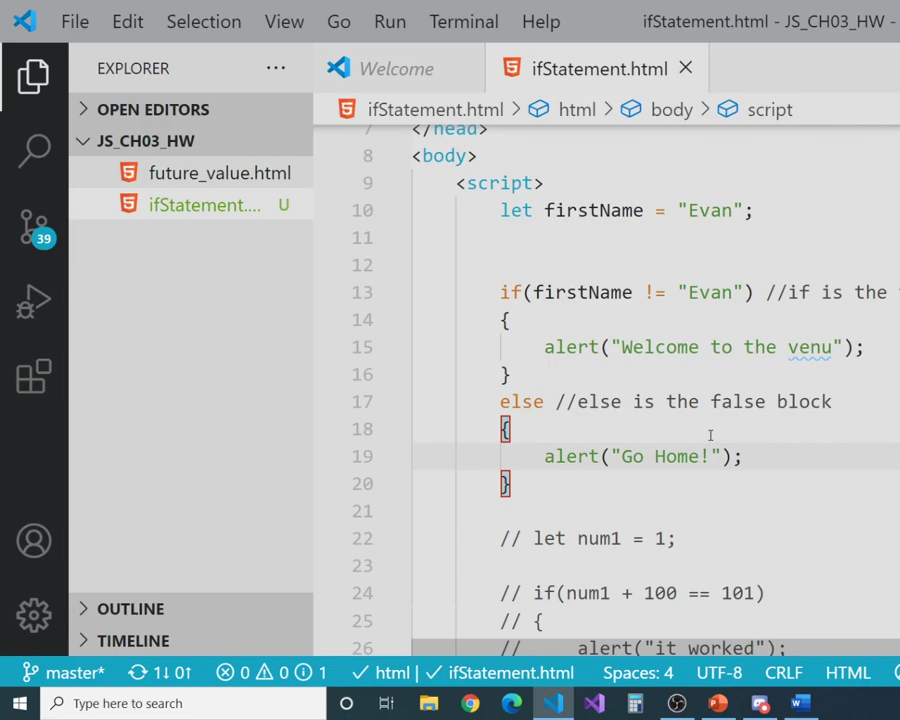 File Edit Selection View Go Run Terminal Help ifStatement.html - JS_CH03_HW -
EXPLORER ··· Welcome ifStatement.html
OPEN EDITORS
ifStatement.html > html > body > script
JS_CH03_HW
future_value.html
ifStatement.... U
39
7 </head>
8 <body>
9 <script>
10 let firstName = "Evan";
11
12
13 if(firstName != "Evan") //if is the
14 {
15 alert("Welcome to the venu");
16 }
17 else //else is the false block
18 {
19 alert("Go Home!");
20 }
21
22 // let num1 = 1;
23
24 // if(num1 + 100 == 101)
25 // {
26 // alert("it worked");
OUTLINE
TIMELINE
master* 1↓ 0↑ 0 0 1 html | ifStatement.html Spaces: 4 UTF-8 CRLF HTML
Type here to search